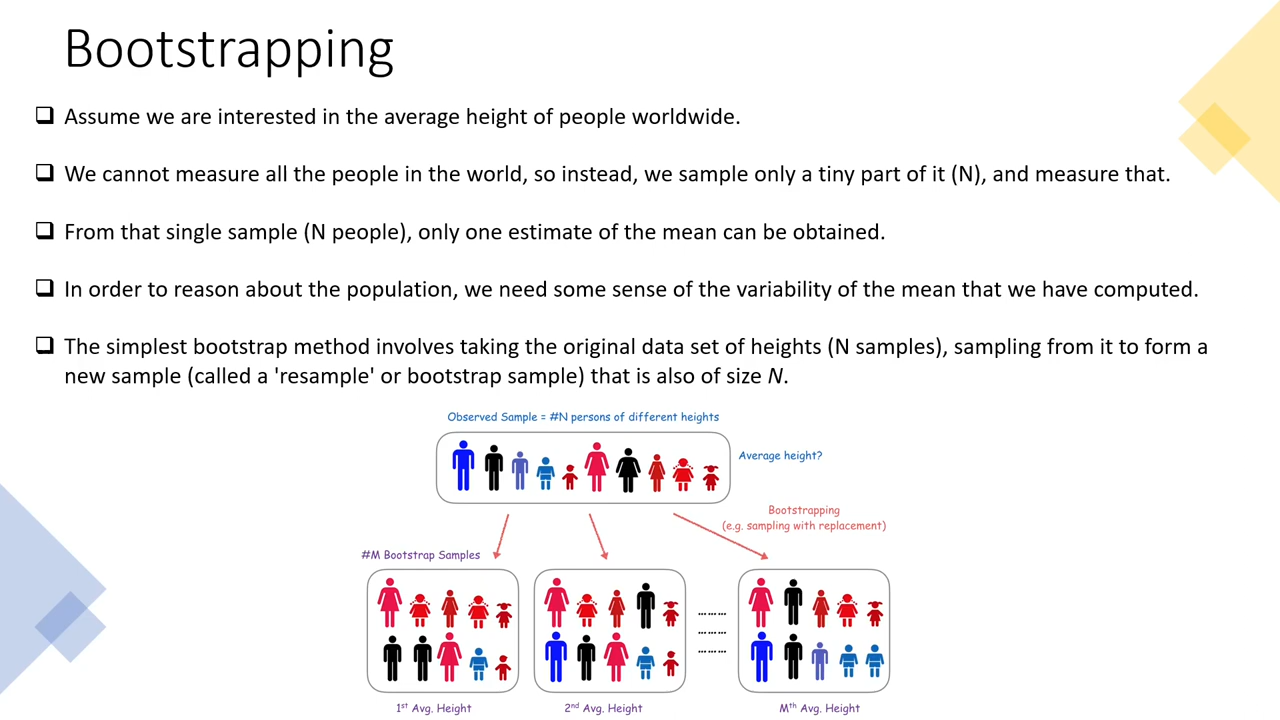 Bootstrapping
Assume we are interested in the average height of people worldwide.
We cannot measure all the people in the world, so instead, we sample only a tiny part of it (N), and measure that.
From that single sample (N people), only one estimate of the mean can be obtained.
In order to reason about the population, we need some sense of the variability of the mean that we have computed.
The simplest bootstrap method involves taking the original data set of heights (N samples), sampling from it to form a
new sample (called a 'resample' or bootstrap sample) that is also of size N.
Observed Sample = #N persons of different heights
Average height?
Bootstrapping
(e.g. sampling with replacement)
#M Bootstrap Samples
………
………
………
1st Avg. Height
2nd Avg. Height
Mth Avg. Height